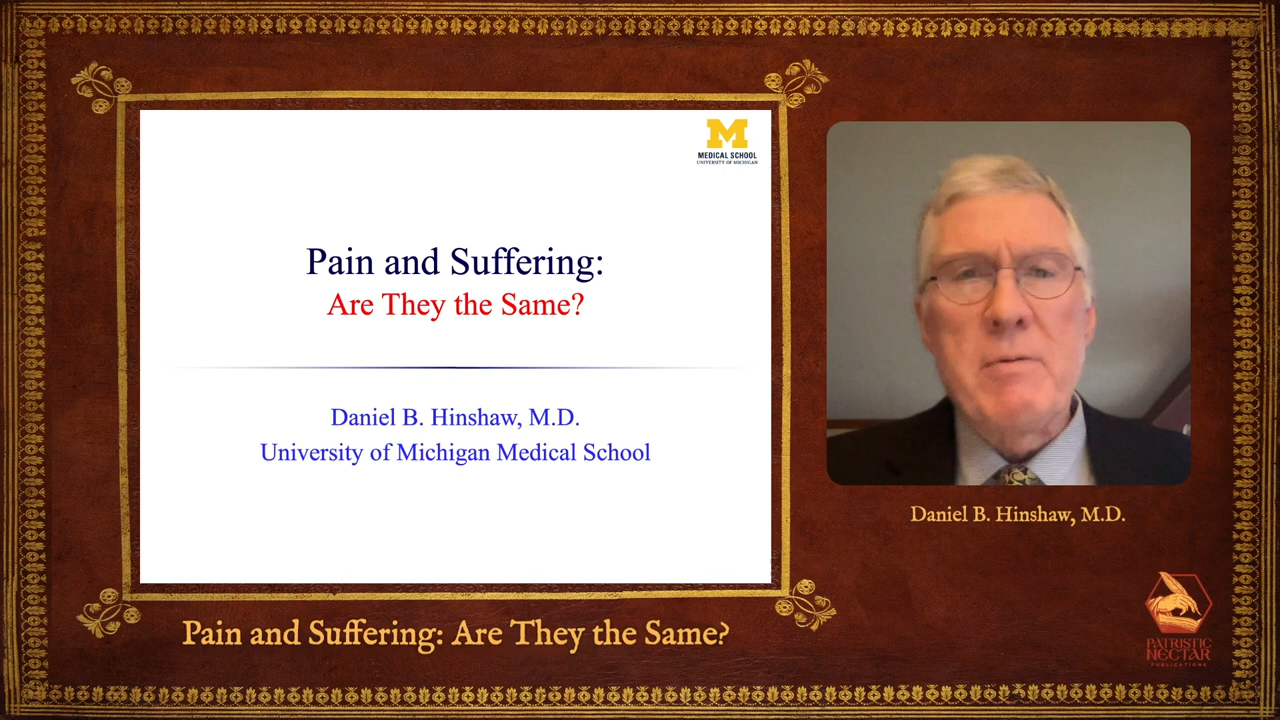 M
MEDICAL SCHOOL
UNIVERSITY OF MICHIGAN
Pain and Suffering:
Are They the Same?
Daniel B. Hinshaw, M.D.
University of Michigan Medical School
Daniel B. Hinshaw, M.D.
Pain and Suffering: Are They the Same?
PATRISTIC
NECTAR
PUBLICATIONS